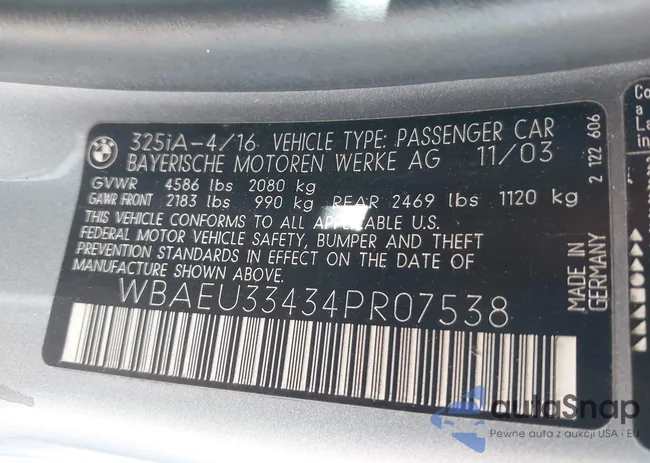 325iA-4/16 VEHICLE TYPE: PASSENGER CAR
BAYERISCHE MOTOREN WERKE AG 11/03
GVWR 4586 lbs 2080 kg
GAWR FRONT 2183 lbs 990 kg REAR 2469 lbs 1120 kg
THIS VEHICLE CONFORMS TO ALL APPLICABLE U.S.
FEDERAL MOTOR VEHICLE SAFETY, BUMPER AND THEFT
PREVENTION STANDARDS IN EFFECT ON THE DATE
OF MANUFACTURE SHOWN ABOVE.
WBAEU33434PR07538
2 122 606
Co
a
La
autoSnap
Pewne auta z aukcji USA i EU